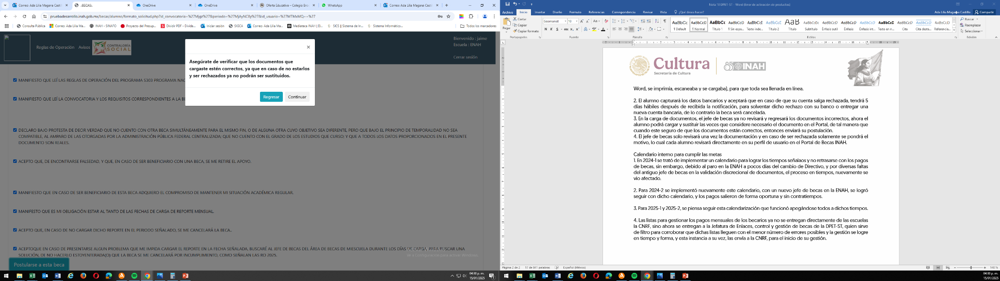 Correo: Ada Lilia Magana Casti
.:BECAS:.
OneDrive
OneDrive
Oferta Educativa – Colegio Bro
WhatsApp
Correo: Ada Lilia Magana Casti
pruebadesarrollo.inah.gob.mx/becas/alumno/formato_solicitud.php?id_convocatoria=%27Mjgz%27&periodo=%27MjAyNC0y%27&id_usuario=%27MTMxMQ==%27
Consulta Pública
Correo: Ada Lilia Ma...
INAH - SINAFO
Proyecto del Presup...
Dividir PDF - Divida...
Iniciar sesión
SIGCA
Correo: Ada Lilia Ma...
Mediateca INAH | El...
SICS || Sistema de In...
Sistema Informático...
Todos los marcadores
Reglas de Operación Avisos
CONTRALORÍA
SOCIAL
Bienvenido : jaime
Escuela : ENAH
Cerrar sesión
×
Asegúrate de verificar que los documentos que
cargaste estén correctos, ya que en caso de no estarlos
y ser rechazados ya no podrán ser sustituidos.
Regresar
Continuar
MANIFIESTO QUE LEÍ LAS REGLAS DE OPERACIÓN DEL PROGRAMA S303 PROGRAMA NAC
MANIFIESTO QUE LEÍ LA CONVOCATORIA Y LOS REQUISITOS CORRESPONDIENTES A LA BE
DECLARO BAJO PROTESTA DE DECIR VERDAD QUE NO CUENTO CON OTRA BECA SIMULTÁNEAMENTE PARA EL MISMO FIN, O DE ALGUNA OTRA CUYO OBJETIVO SEA DIFERENTE, PERO QUE BAJO EL PRINCIPIO DE TEMPORALIDAD NO SEA
COMPATIBLE, AL AMPARO DE LAS OTORGADAS POR LA ADMINISTRACIÓN PÚBLICA FEDERAL CENTRALIZADA; QUE NO CUENTO CON EL GRADO DE LOS ESTUDIOS QUE CURSO; Y QUE A TODOS LOS DATOS PROPORCIONADOS EN EL PRESENTE
DOCUMENTO SON REALES.
ACEPTO QUE, DE ENCONTRARSE FALSEDAD, Y QUE, EN CASO DE SER BENEFICIARIO CON UNA BECA, SE ME RETIRE EL APOYO.
MANIFIESTO QUE EN CASO DE SER BENEFICIARIO DE ESTA BECA ADQUIERO EL COMPROMISO DE MANTENER MI SITUACIÓN ACADÉMICA REGULAR.
MANIFESTO QUE ES MI OBLIGACIÓN ESTAR AL TANTO DE LAS FECHAS DE CARGA DE REPORTE MENSUAL.
ACEPTO QUE, EN CASO DE NO CARGAR DICHO REPORTE EN EL PERIODO SEÑALADO, SE ME CANCELARÁ LA BECA..
ACEPTOQUE EN CASO DE PRESENTARSE ALGUN PROBLEMA QUE ME IMPIDA CARGAR EL REPORTE EN LA FECHA SEÑALADA, BUSCARÉ AL JEFE DE BECAS DEL ÁREA DE BECAS DE MIESCUELA DURANTE LOS DÍAS DE CARGA PARA BUSCAR UNA
SOLUCIÓN, DE NO HACERLO ESTOYENTERADA(O) QUE LA BECA SE ME CANCELARÁ POR INCUMPLIMIENTO, COMO SEÑALAN LAS RO 2025.
Ve a Configuración para activar Windows.
Postularse a esta beca
04:30 p. m.
15/01/2025
Nota 10 DPET-ST - Word (Error de activación de productos)
Archivo Inicio Insertar Diseño Formato Referencias Correspondencia Revisar Vista ¿Qué desea hacer?
Ada Lilia Magaña Castillo Compartir
Pegar
Cortar
Copiar
Copiar formato
Portapapeles
Geomanist 10
N K S abc
Fuente
Párrafo
AaBbCc AaBbCcD AaBbCc AaBbCcD AaBbCcI AaBbCcD AaB AaBbCcDc AaBbCcD AaBbCcD AaBbCcD AaBbCcD AaBbCcD AaBbCcD AaBbCcD
¶ Default ¶ Normal Título 1 ¶ Sin espa... Texto inde... Título 2 Título Subtítulo Énfasis sutil Énfasis Énfasis int... Texto en n... Cita Cita desta... Referencia...
Estilos
Buscar
Reemplazar
Seleccionar
Edición
Cultura
Secretaría de Cultura
85 INAH
Word, se imprimía, escaneaba y se cargaba), para que toda sea llenada en línea.
2. El alumno capturará los datos bancarios y aceptará que en caso de que su cuenta salga rechazada, tendrá 5
días hábiles después de recibida la notificación, para solventar dicho rechazo con su banco o entregar una
nueva cuenta bancaria, de lo contrario la beca será cancelada.
3. En la carga de documentos, el jefe de becas ya no revisará y regresará los documentos incorrectos, ahora el
alumno podrá cargar y sustituir las veces que considere necesario el documento en el Portal, de tal manera que
cuando este seguro de que los documentos están correctos, entonces enviará su postulación.
4. El jefe de becas solo revisará una vez la documentación y en caso de ser rechazada solamente se pondrá el
motivo, lo cual cada alumno revisará directamente en su perfil de usuario en el Portal de Becas INAH.
Calendario interno para cumplir las metas
1. En 2024-1 se trató de implementar un calendario para lograr los tiempos señalaos y no retrasarse con los pagos
de becas, sin embargo, debido al paro en la ENAH a pocos días del cambio de Directivo, y por diversas faltas
del antiguo jefe de becas en la validación discrecional de documentos, el proceso en tiempos, nuevamente se
vio afectado.
2. Para 2024-2 se implementó nuevamente este calendario, con un nuevo jefe de becas en la ENAH, se logró
seguir con dicho calendario, y los pagos salieron de forma oportuna y sin contratiempos.
3. Para 2025-1 y 2025-2, se piensa seguir esta calendarización que funcionó apegándose todos a dichos tiempos.
4. Las listas para gestionar los pagos mensuales de los becarios ya no se entregan directamente de las escuelas
la CNRF, sino ahora se entregan a la Jefatura de Enlaces, control y gestión de becas de la DPET-ST, quien sirve
de filtro para corroborar que dichas listas lleguen con el menor número de errores posibles y la gestión se logre
en tiempo y forma, y esta instancia a su vez, las envía a la CNRF, para el inicio de su gestión.
Página 2 de 2 17 de 841 palabras Español (México)
140 %
04:30 p. m.
15/01/2025